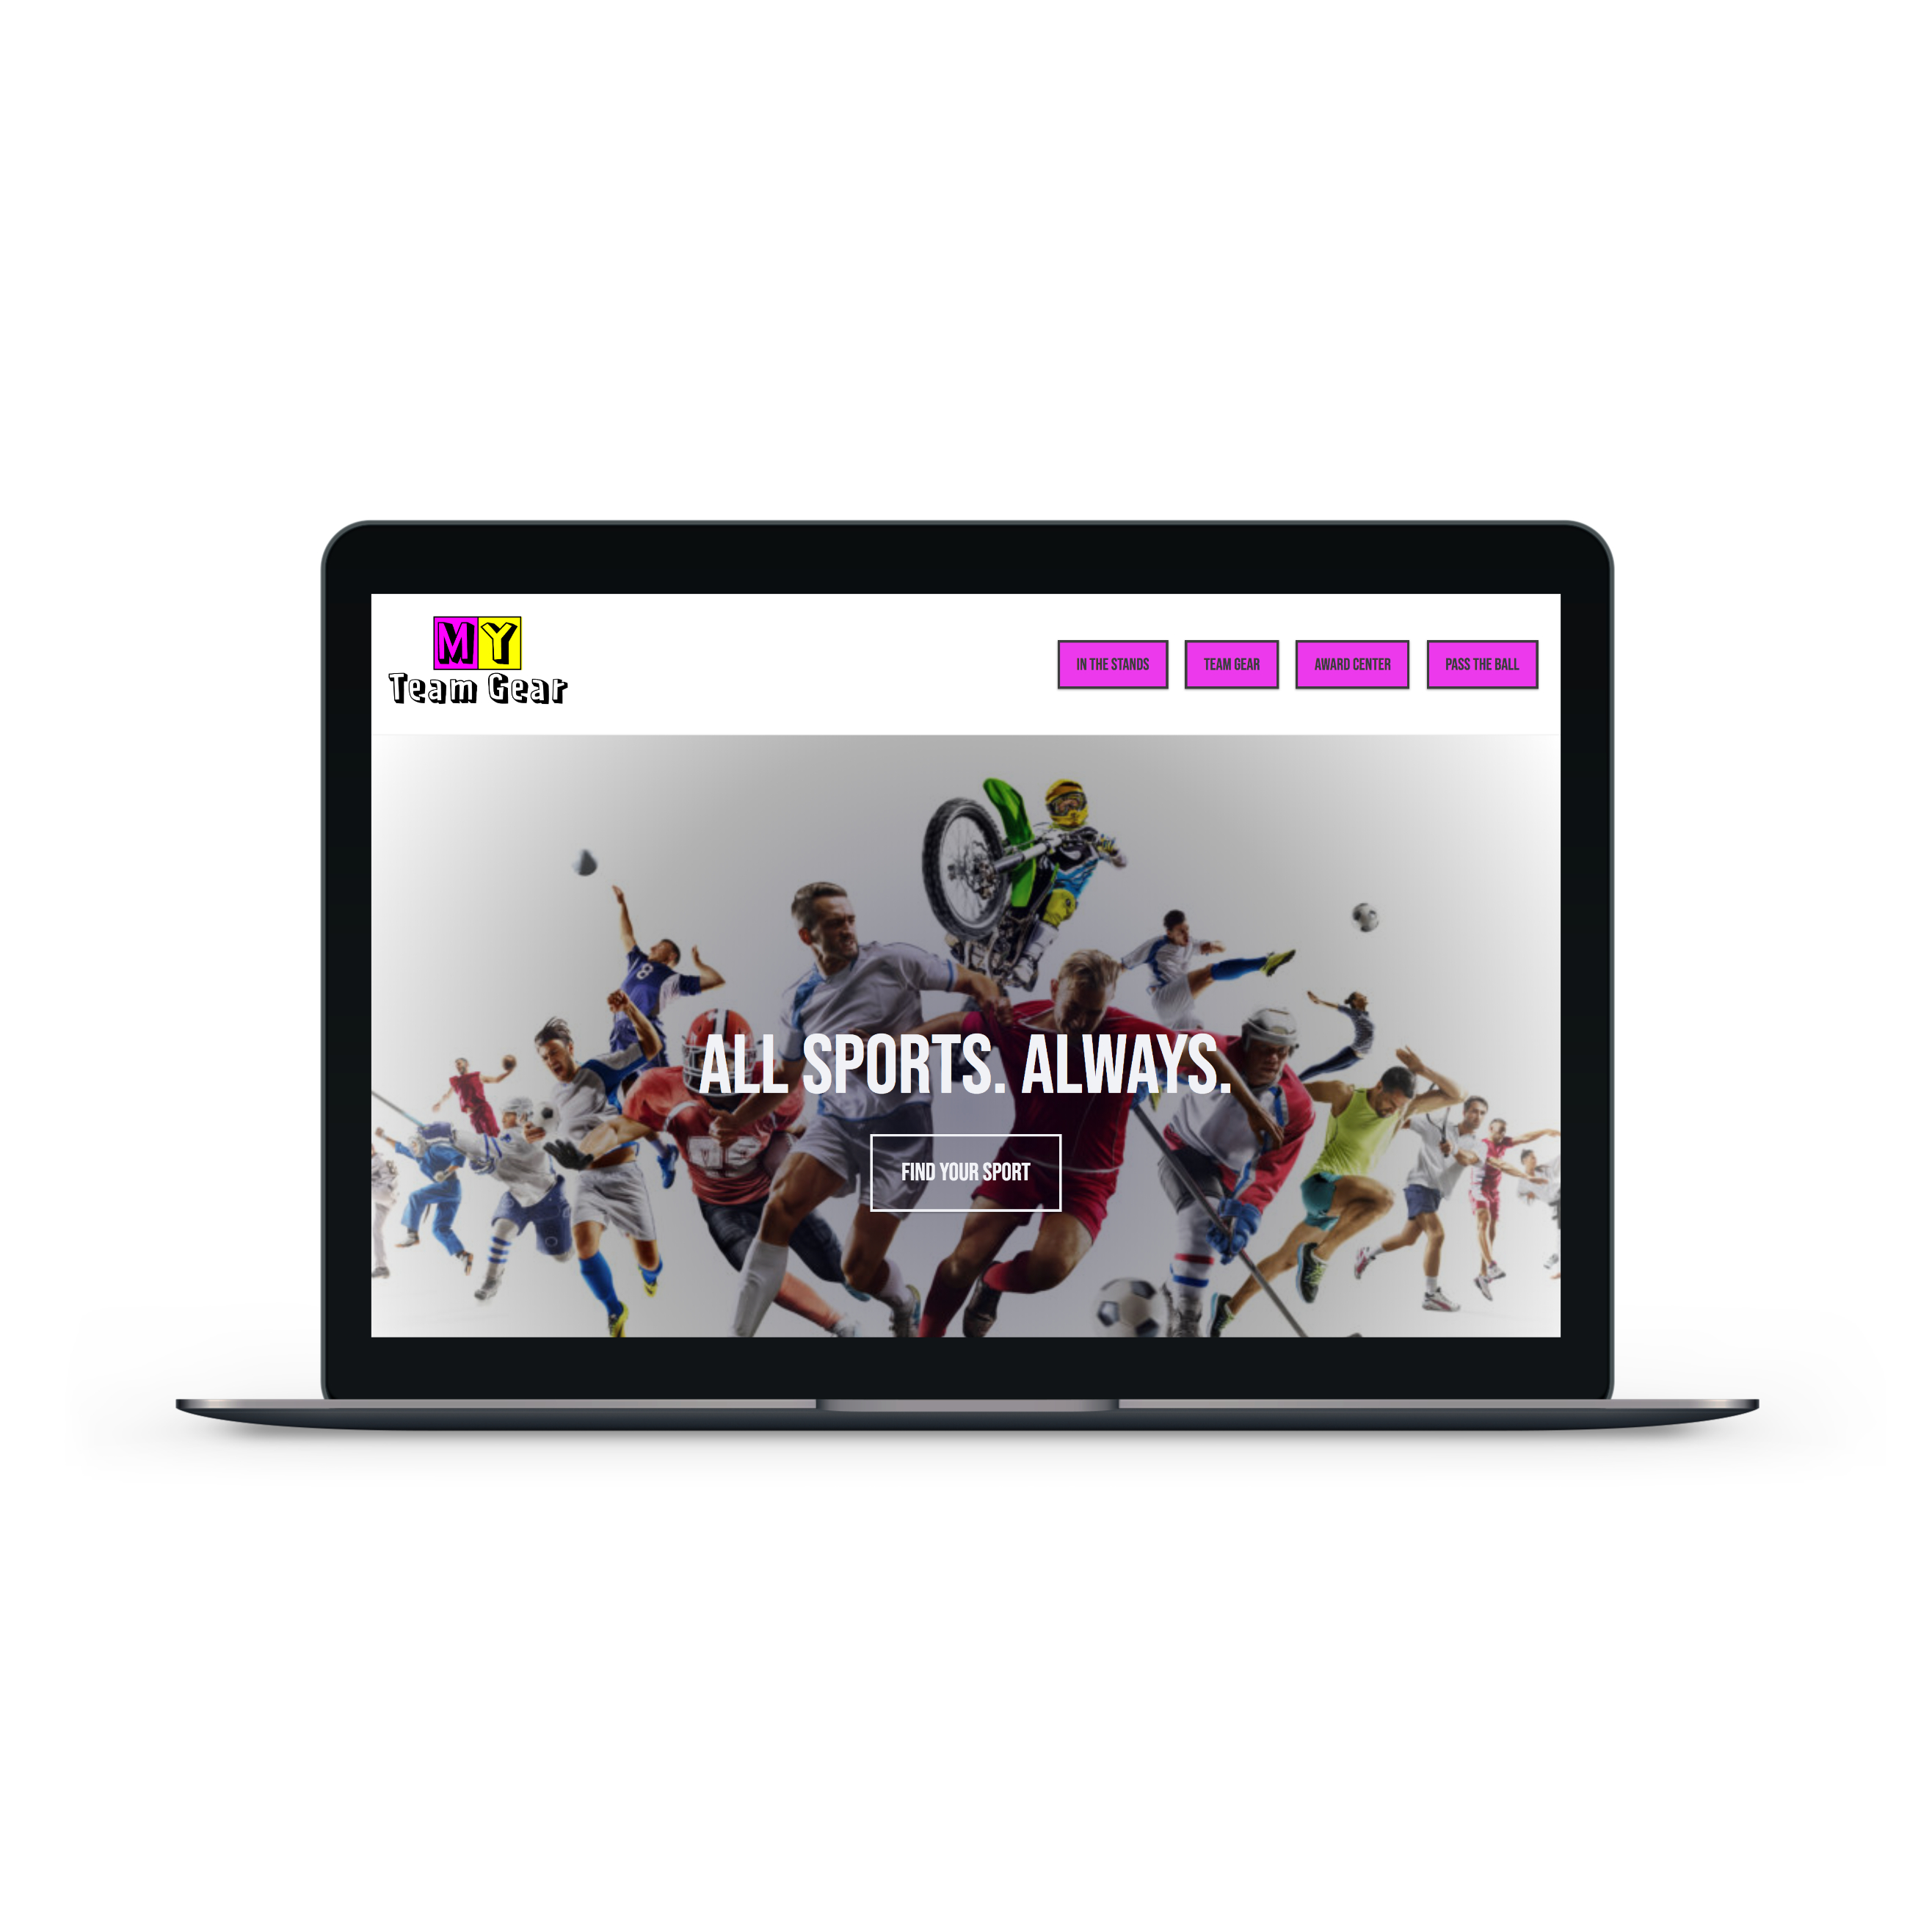 MY
Team Gear
IN THE STANDS
TEAM GEAR
AWARD CENTER
PASS THE BALL
8
ALL SPORTS. ALWAYS.
FIND YOUR SPORT